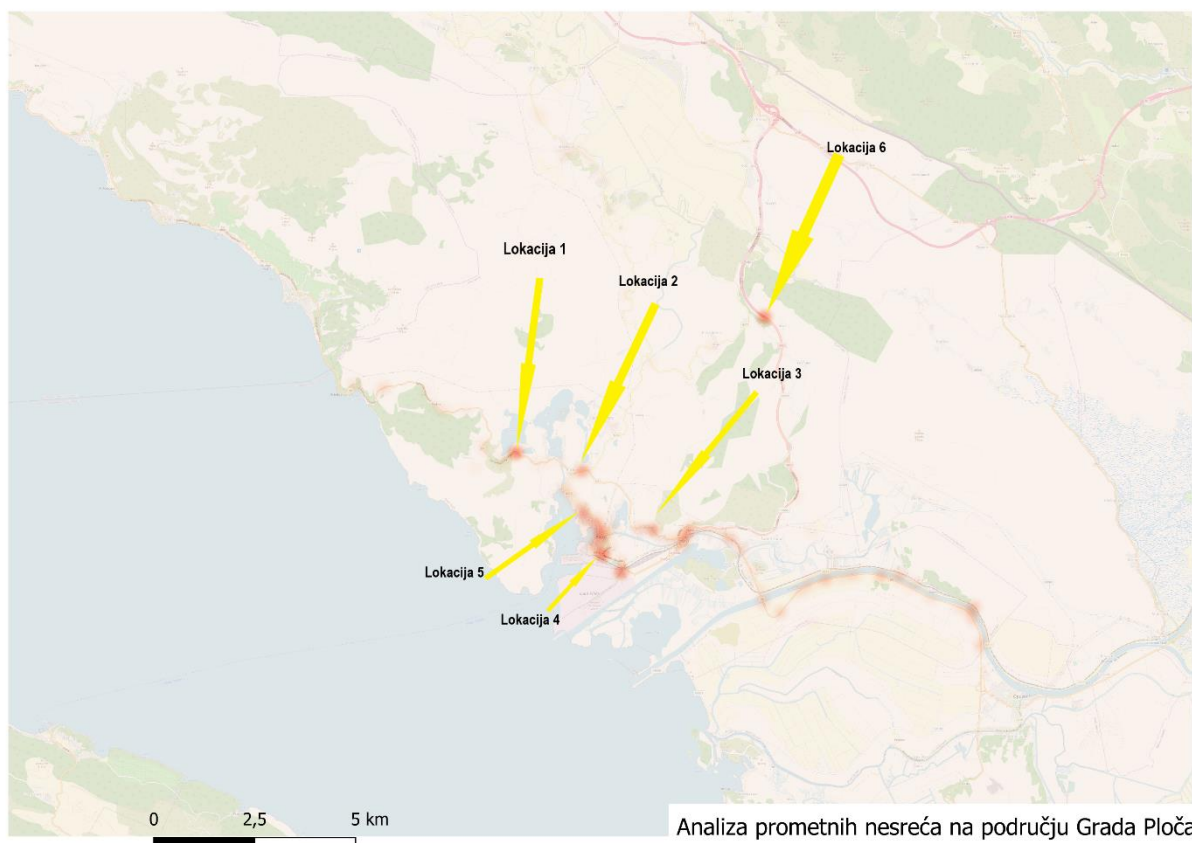 Lokacija 6
Lokacija 1
Lokacija 2
Lokacija 3
Lokacija 5
Lokacija 4
0 2,5 5 km
Analiza prometnih nesreća na području Grada Ploča